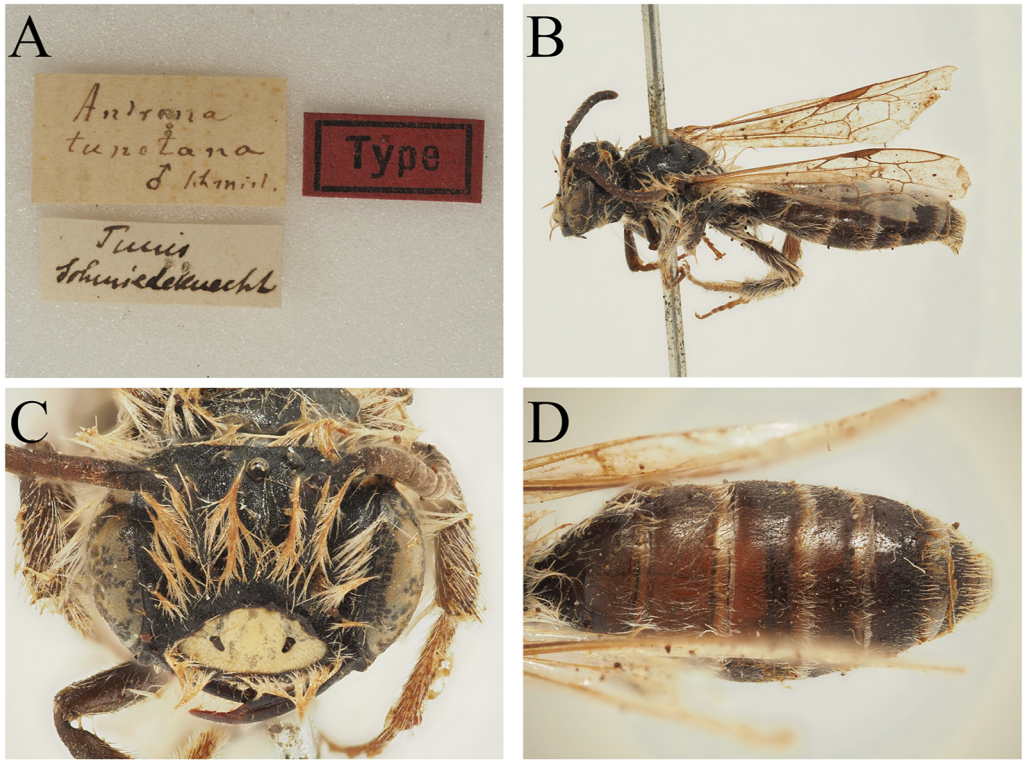 A
Andrena
tunetana
♂ Schmied.
Type
Tunis
Schmiedeknecht
B
C
D